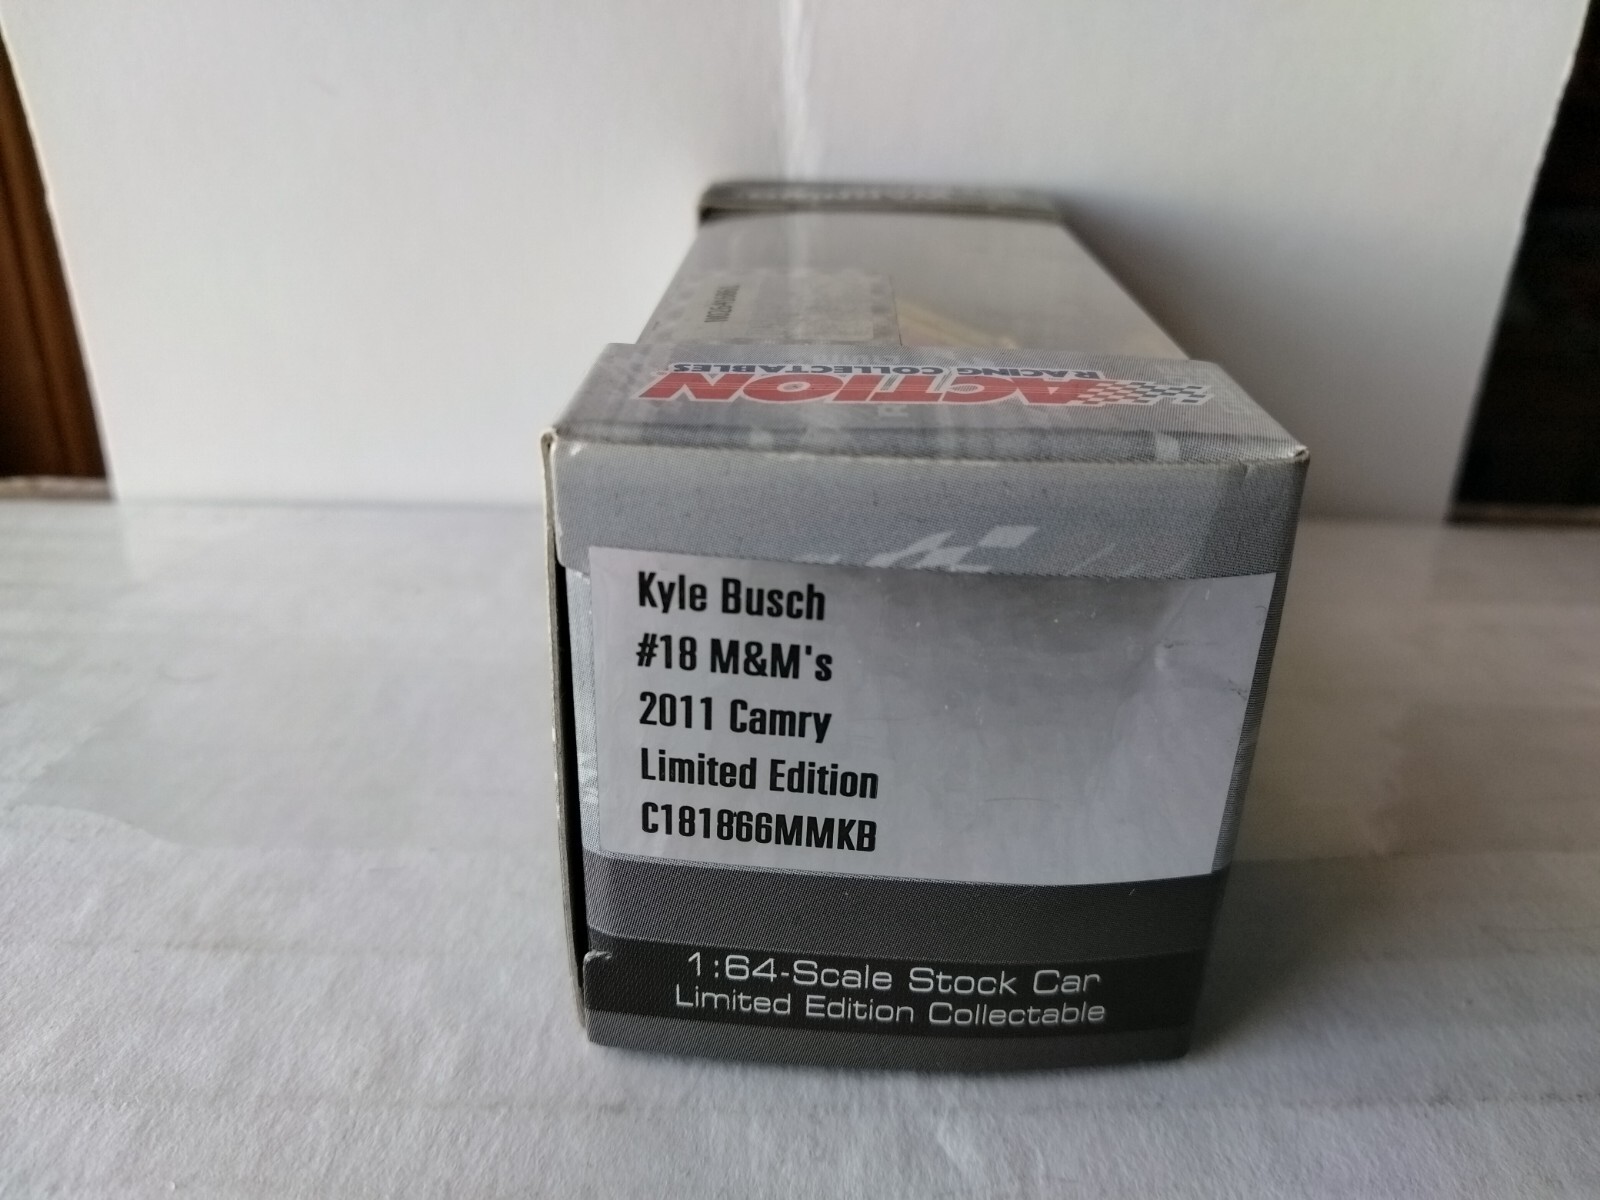 ACTION
RACING COLLECTABLES
Kyle Busch
#18 M&M's
2011 Camry
Limited Edition
C181866MMKB
1:64-Scale Stock Car
Limited Edition Collectable